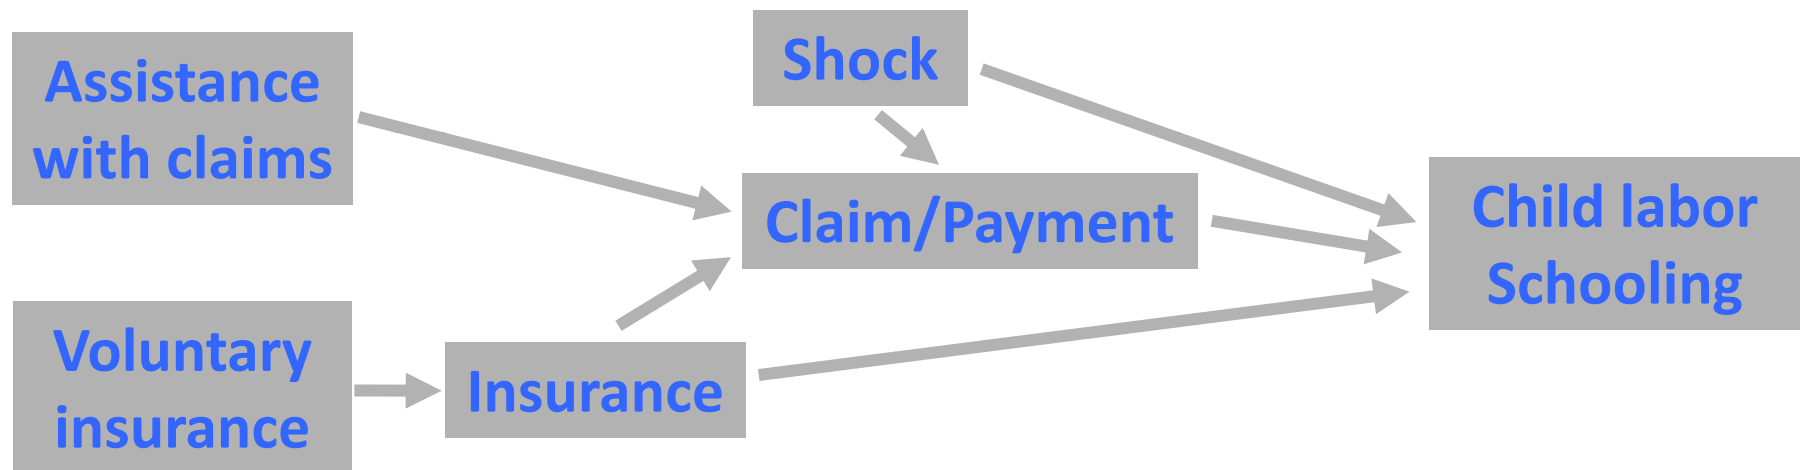 Assistance
with claims
Shock
Claim/Payment
Child labor
Schooling
Voluntary
insurance
Insurance